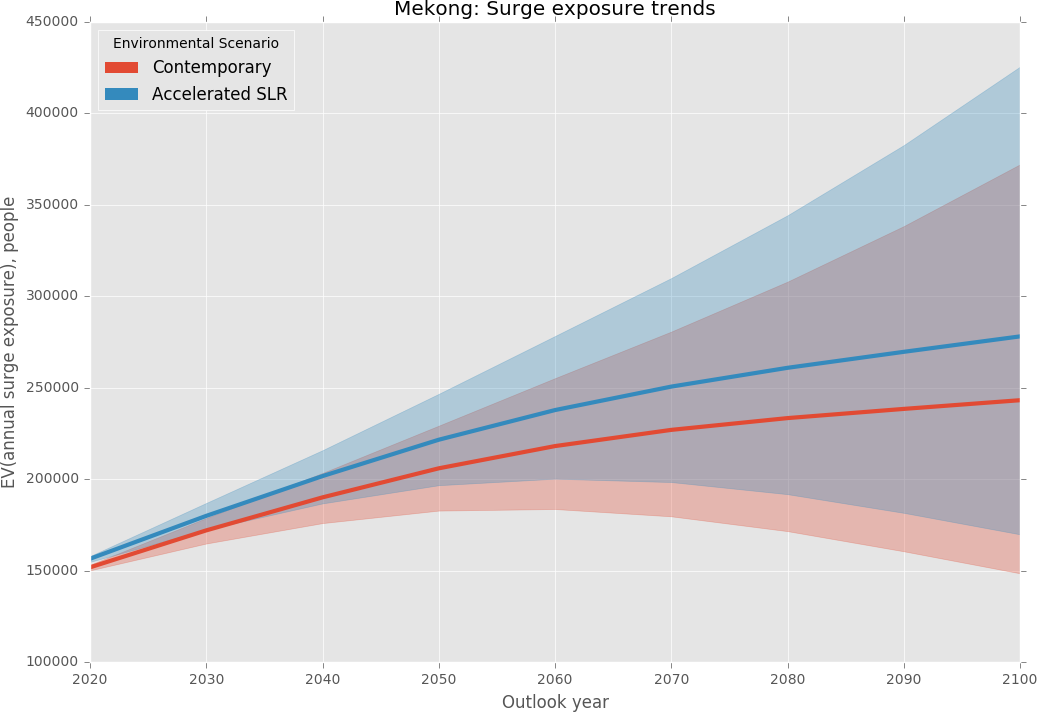 Mekong: Surge exposure trends
450000
400000
350000
300000
250000
200000
150000
100000
EV(annual surge exposure), people
Environmental Scenario
Contemporary
Accelerated SLR
2020 2030 2040 2050 2060 2070 2080 2090 2100
Outlook year